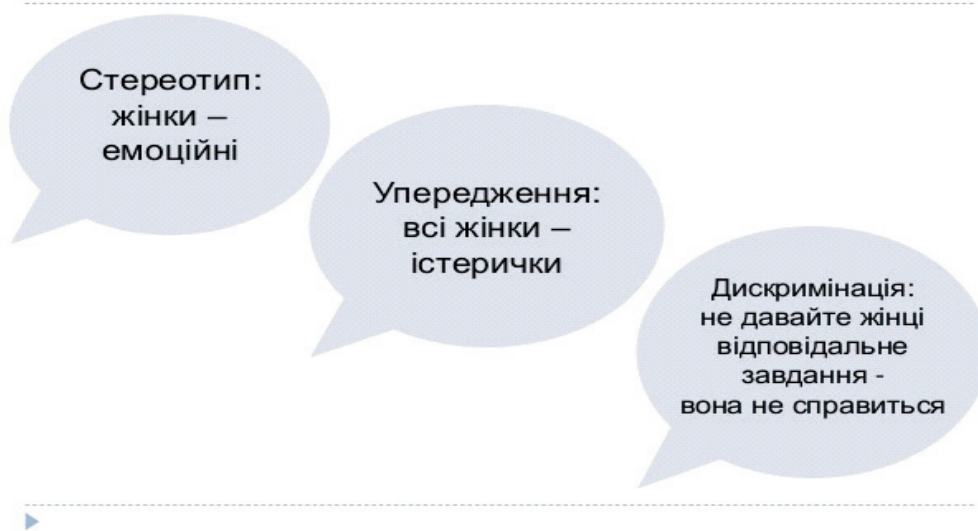 Стереотип:
жінки –
емоційні
Упередження:
всі жінки –
істерички
Дискримінація:
не давайте жінці
відповідальне
завдання -
вона не справиться